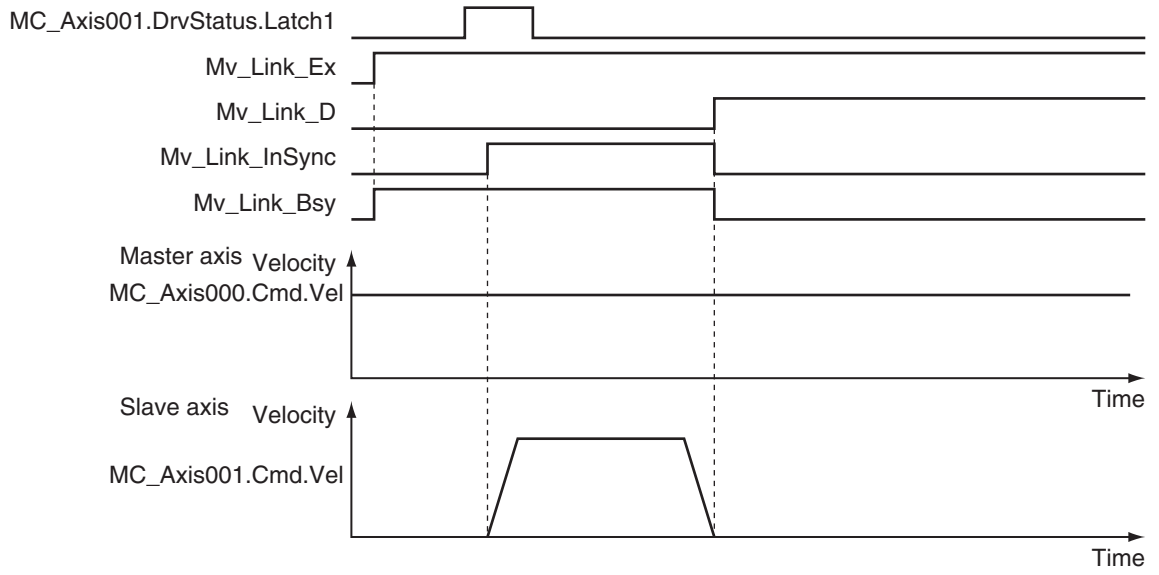 MC_Axis001.DrvStatus.Latch1
Mv_Link_Ex
Mv_Link_D
Mv_Link_InSync
Mv_Link_Bsy
Master axis Velocity
MC_Axis000.Cmd.Vel
Time
Slave axis Velocity
MC_Axis001.Cmd.Vel
Time